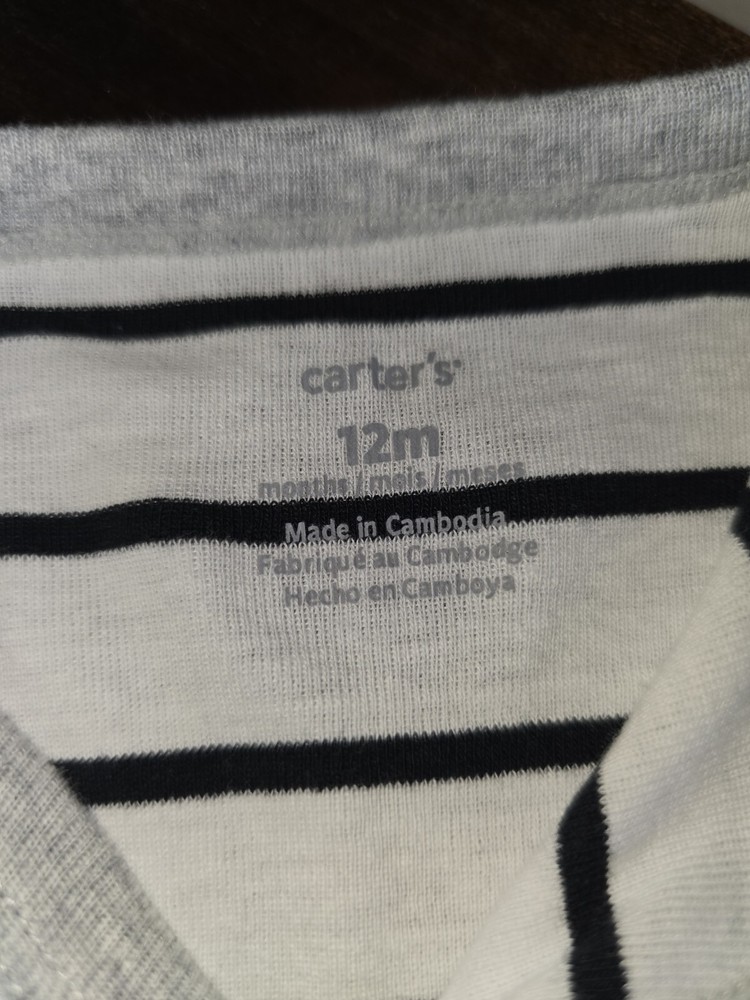 carter's
12m
months / mois / meses
Made in Cambodia
Fabriqué au Cambodge
Hecho en Camboya